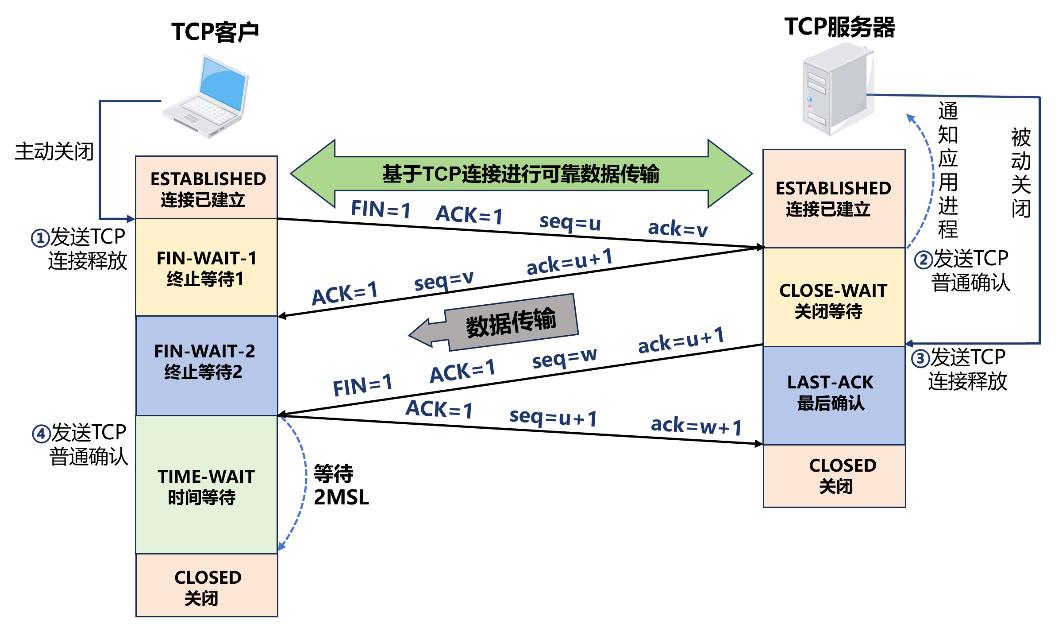 TCP客户
TCP服务器
主动关闭
ESTABLISHED
连接已建立
基于TCP连接进行可靠数据传输
ESTABLISHED
连接已建立
通知应用进程
被动关闭
FIN=1 ACK=1 seq=u ack=v
①发送TCP
连接释放
FIN-WAIT-1
终止等待1
ACK=1 seq=v ack=u+1
②发送TCP
普通确认
CLOSE-WAIT
关闭等待
数据传输
FIN-WAIT-2
终止等待2
FIN=1 ACK=1 seq=w ack=u+1
③发送TCP
连接释放
LAST-ACK
最后确认
ACK=1 seq=u+1 ack=w+1
④发送TCP
普通确认
TIME-WAIT
时间等待
等待
2MSL
CLOSED
关闭
CLOSED
关闭